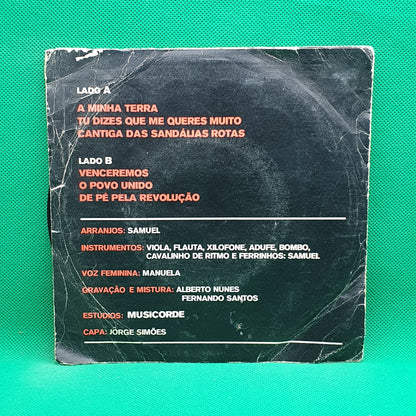 LADO A
A MINHA TERRA
TU DIZES QUE ME QUERES MUITO
CANTIGA DAS SANDÁLIAS ROTAS
LADO B
VENCEREMOS
O POVO UNIDO
DE PÉ PELA REVOLUÇÃO
ARRANJOS: SAMUEL
INSTRUMENTOS: VIOLA, FLAUTA, XILOFONE, ADUFE, BOMBO,
CAVALINHO DE RITMO E FERRINHOS: SAMUEL
VOZ FEMININA: MANUELA
GRAVAÇÃO E MISTURA: ALBERTO NUNES
FERNANDO SANTOS
ESTÚDIOS: MUSICORDE
CAPA: JORGE SIMÕES